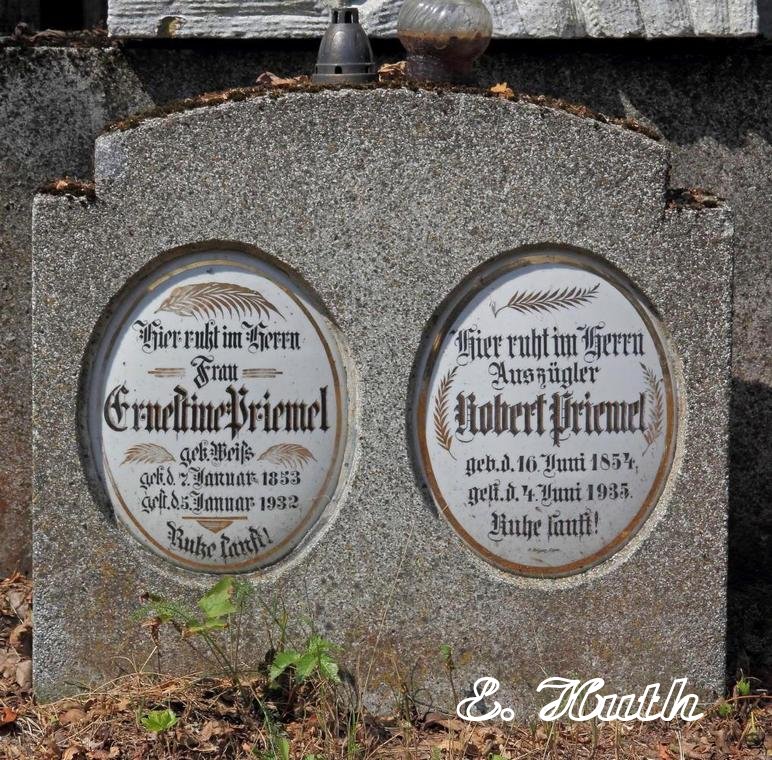 Hier ruht im Herrn
Frau
Ernestine Priemel
geb. Weiß
geb. d. 7. Januar 1853
gest. d. 5. Januar 1932
Ruhe sanft!
Hier ruht im Herrn
Auszügler
Robert Priemel
geb. d. 16. Juni 1854,
gest. d. 4. Juni 1935.
Ruhe sanft!
E. Huth